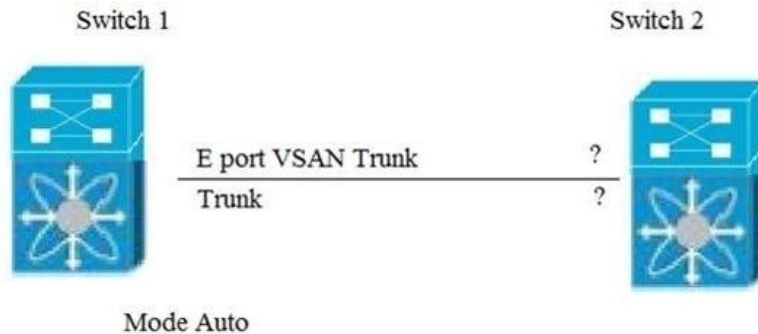 Switch 1
Switch 2
E port VSAN Trunk ?
Trunk ?
Mode Auto